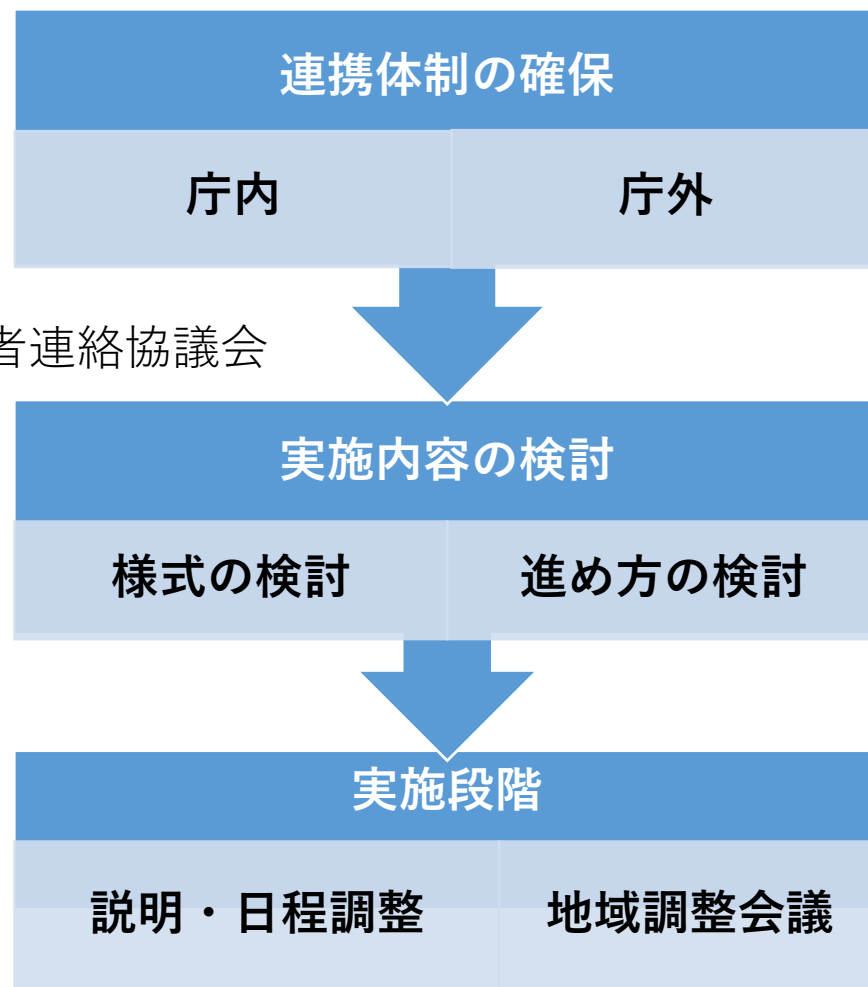 連携体制の確保
庁内 庁外
者連絡協議会
実施内容の検討
様式の検討 進め方の検討
実施段階
説明・日程調整 地域調整会議